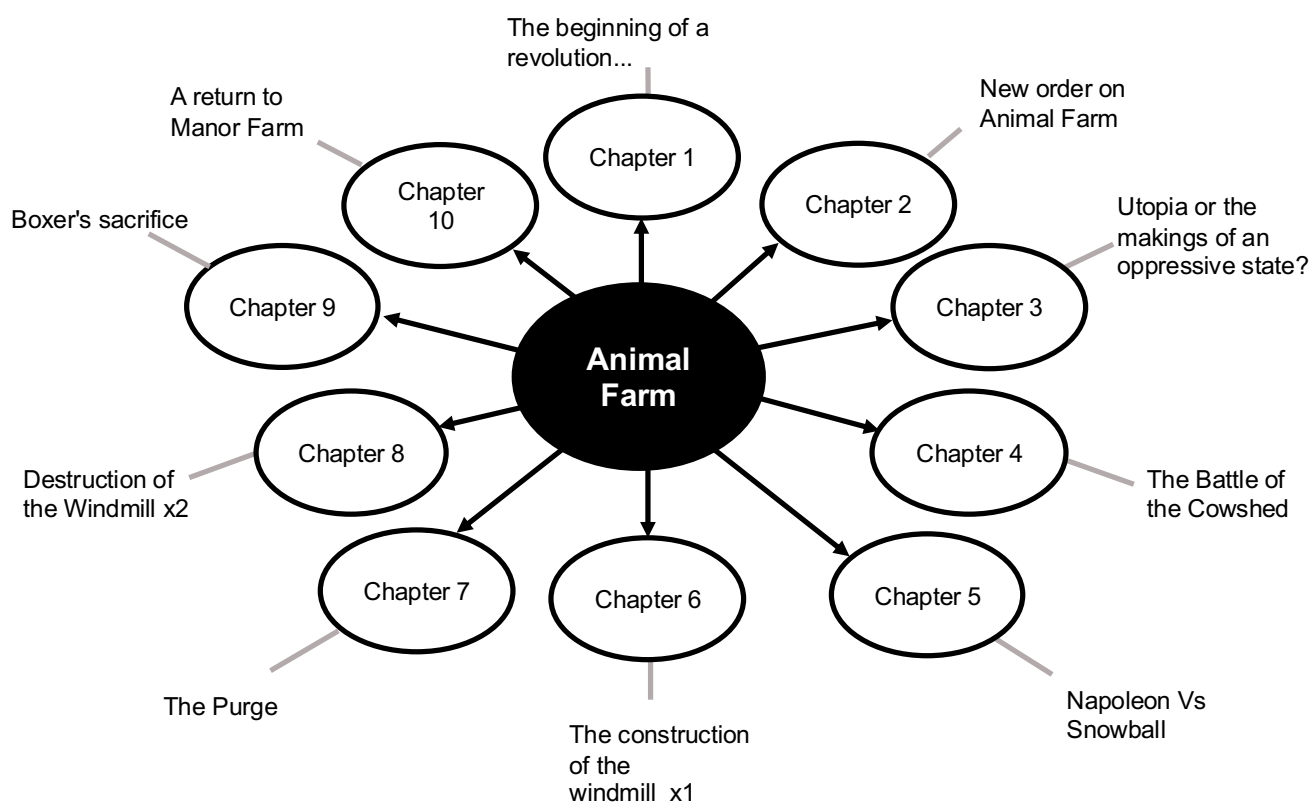 The beginning of a
revolution...
Chapter 1
New order on
Animal Farm
Chapter 2
Utopia or the
makings of an
oppressive state?
Chapter 3
Chapter 4
The Battle of
the Cowshed
Chapter 5
Napoleon Vs
Snowball
Chapter 6
The construction
of the
windmill x1
Chapter 7
The Purge
Chapter 8
Destruction of
the Windmill x2
Chapter 9
Boxer's sacrifice
Chapter
10
A return to
Manor Farm
Animal
Farm